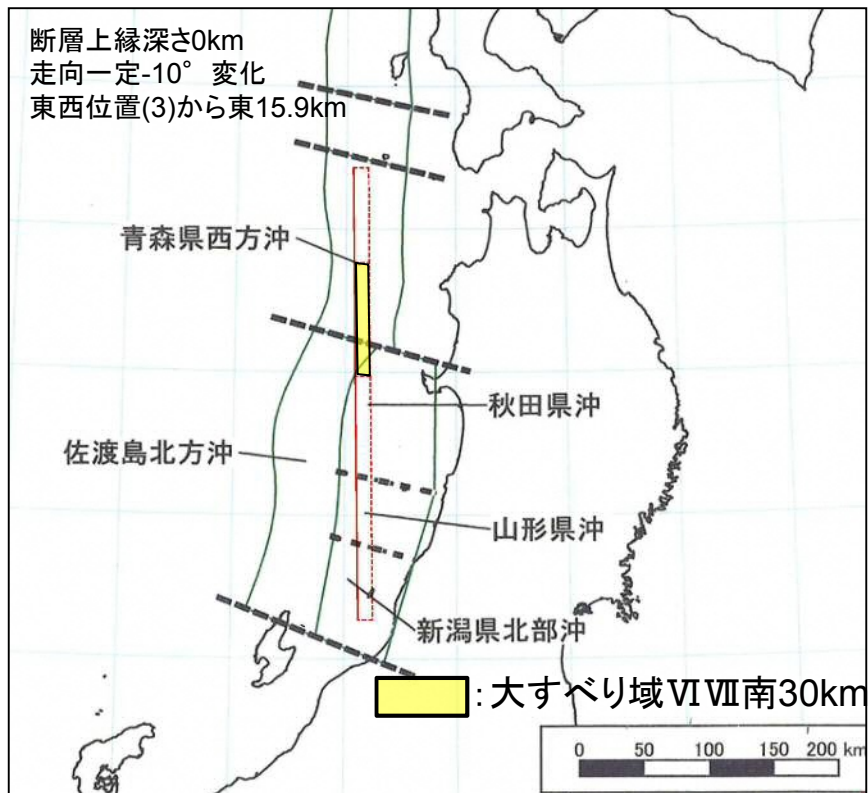 断層上縁深さ0km
走向一定-10°変化
東西位置(3)から東15.9km
青森県西方沖
秋田県沖
佐渡島北方沖
山形県沖
新潟県北部沖
:大すべり域ⅥⅦ南30km
0 50 100 150 200 km